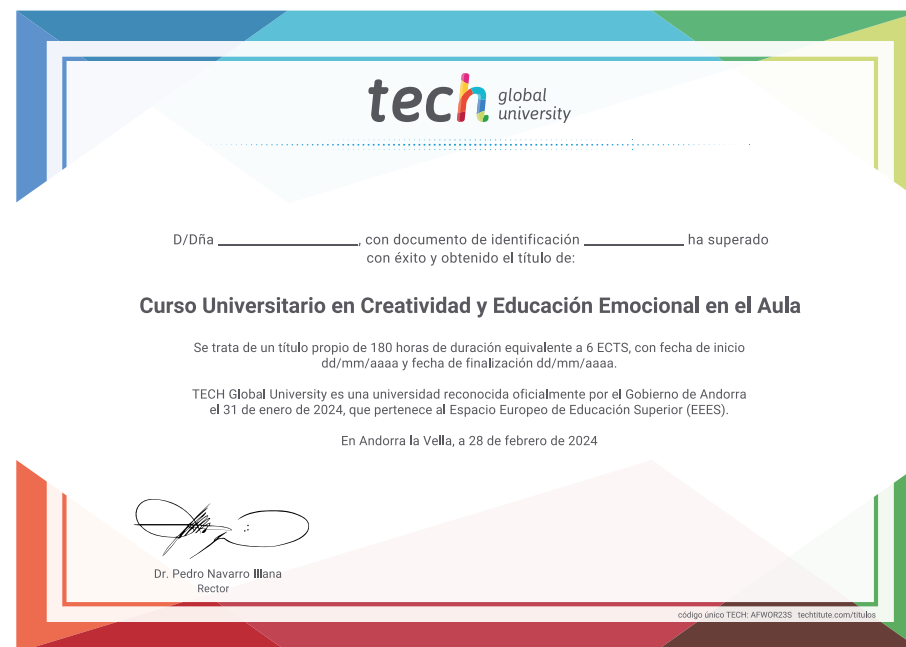 tech global
university
D/Dña ____________________, con documento de identificación ______________ ha superado
con éxito y obtenido el título de:
Curso Universitario en Creatividad y Educación Emocional en el Aula
Se trata de un título propio de 180 horas de duración equivalente a 6 ECTS, con fecha de inicio
dd/mm/aaaa y fecha de finalización dd/mm/aaaa.
TECH Global University es una universidad reconocida oficialmente por el Gobierno de Andorra
el 31 de enero de 2024, que pertenece al Espacio Europeo de Educación Superior (EEES).
En Andorra la Vella, a 28 de febrero de 2024
Dr. Pedro Navarro Illana
Rector
código único TECH: AFWOR23S techtitute.com/titulos